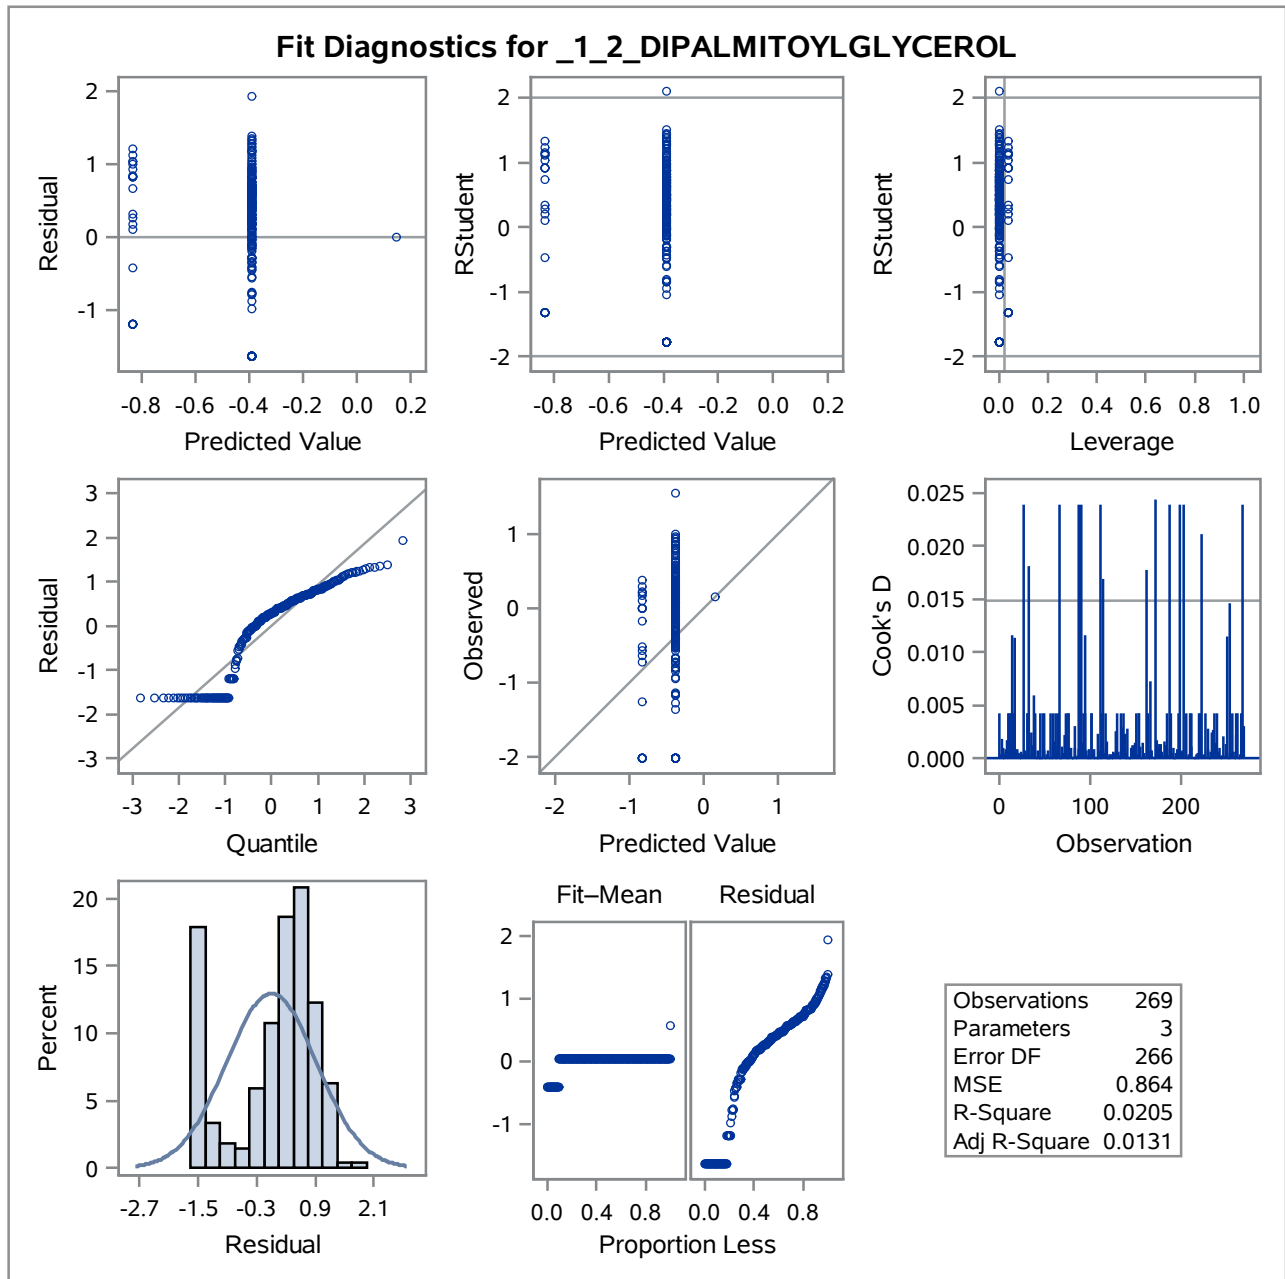 Fit Diagnostics for _1_2_DIPALMITOYLGLYCEROL
2
1
0
-1
Residual
-0.8 -0.6 -0.4 -0.2 0.0 0.2
Predicted Value
2
1
0
-1
-2
RStudent
-0.8 -0.6 -0.4 -0.2 0.0 0.2
Predicted Value
2
1
0
-1
-2
RStudent
0.0 0.2 0.4 0.6 0.8 1.0
Leverage
3
2
1
0
-1
-2
-3
Residual
-3 -2 -1 0 1 2 3
Quantile
1
0
-1
-2
Observed
-2 -1 0 1
Predicted Value
0.025
0.020
0.015
0.010
0.005
0.000
Cook's D
0 100 200
Observation
20
15
10
5
0
Percent
-2.7 -1.5 -0.3 0.9 2.1
Residual
Fit–Mean Residual
2
1
0
-1
0.0 0.4 0.8 0.0 0.4 0.8
Proportion Less
Observations 269
Parameters 3
Error DF 266
MSE 0.864
R-Square 0.0205
Adj R-Square 0.0131